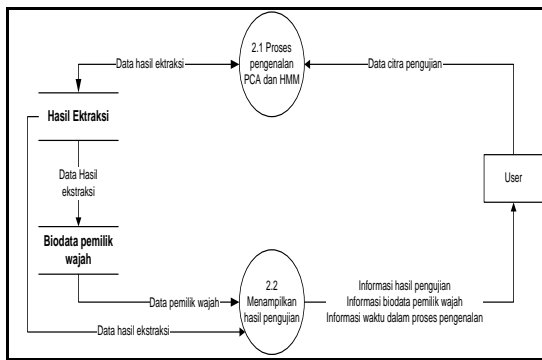 2.1 Proses
pengenalan
PCA dan HMM
Data hasil ektraksi
Data citra pengujian
Hasil Ektraksi
Data Hasil
ekstraksi
User
Biodata pemilik
wajah
2.2
Menampilkan
hasil pengujian
Data pemilik wajah
Data hasil ekstraksi
Informasi hasil pengujian
Informasi biodata pemilik wajah
Informasi waktu dalam proses pengenalan